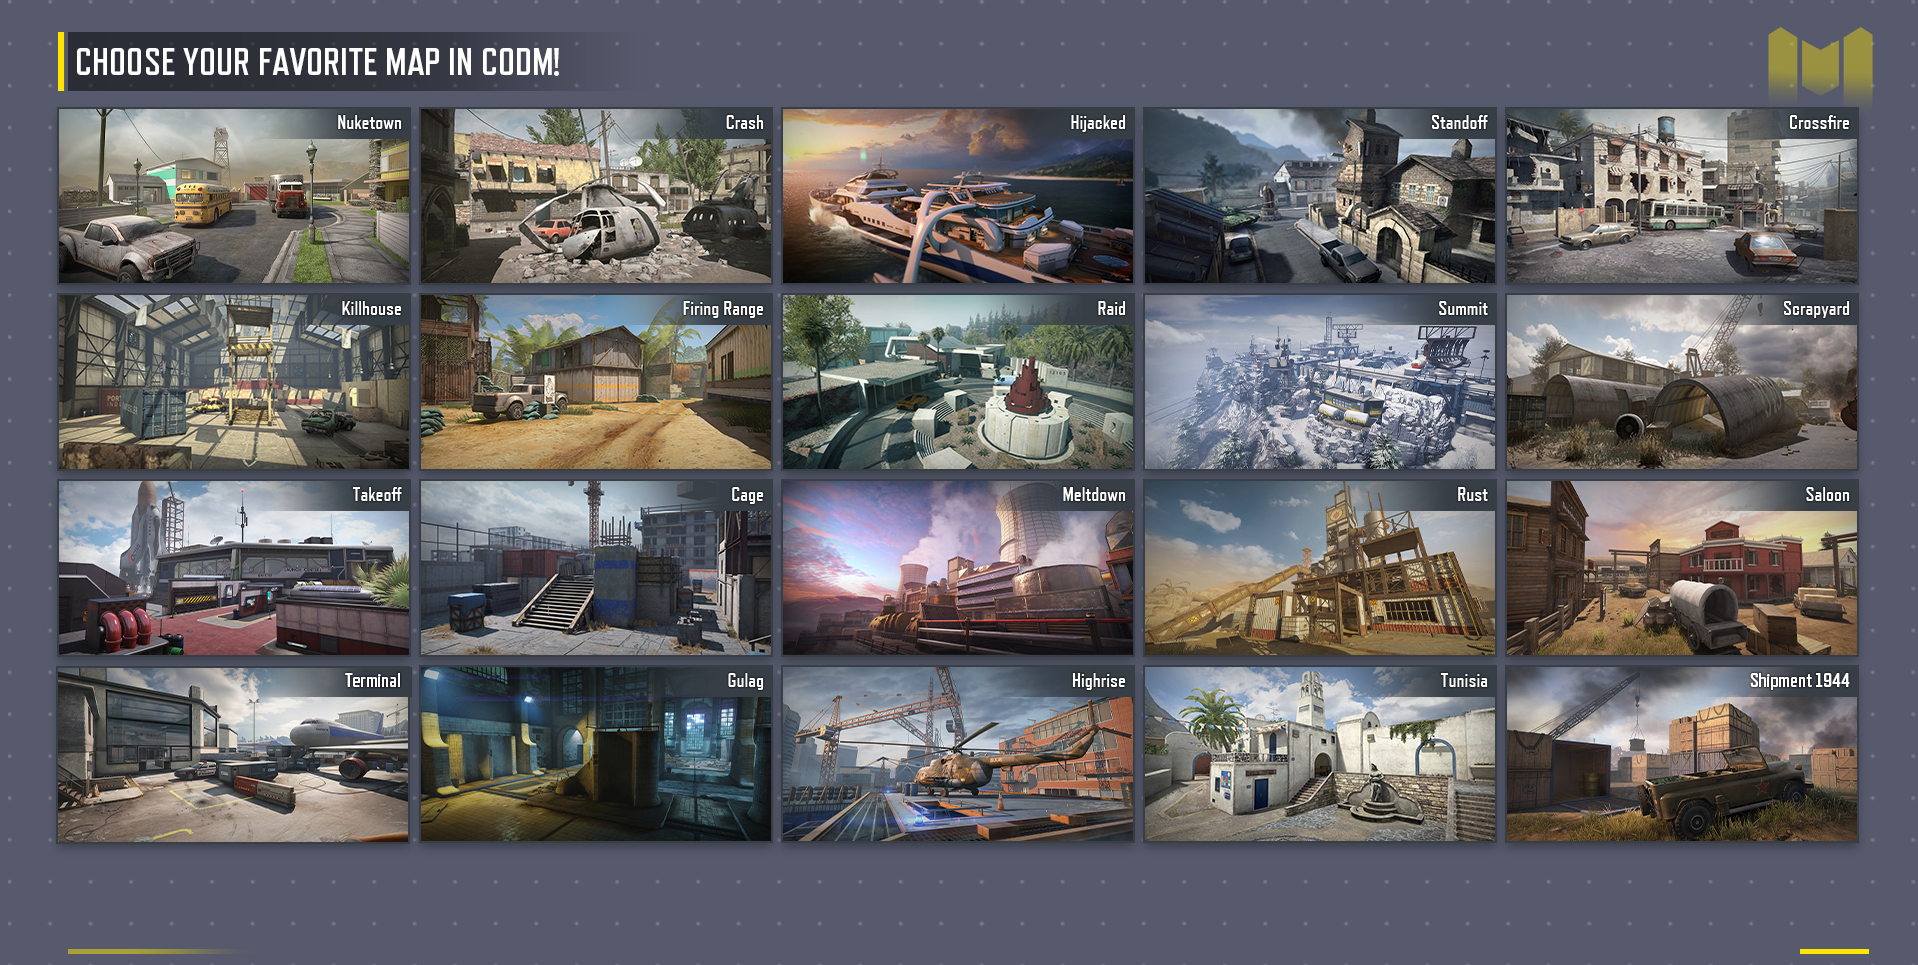 CHOOSE YOUR FAVORITE MAP IN CODM!
Nuketown
Crash
Hijacked
Standoff
Crossfire
Killhouse
Firing Range
Raid
Summit
Scrapyard
Takeoff
Cage
Meltdown
Rust
Saloon
Terminal
Gulag
Highrise
Tunisia
Shipment 1944